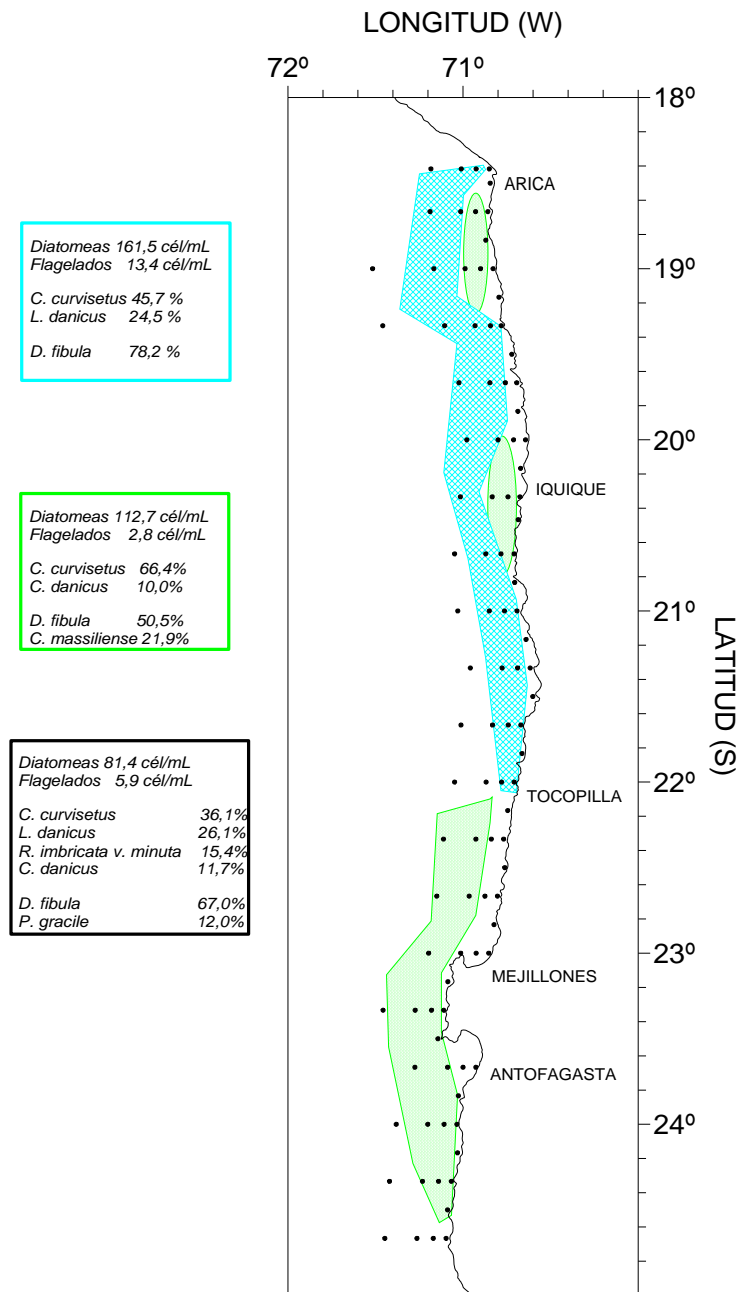 LONGITUD (W)
72º
71º
18º
ARICA
Diatomeas 161,5 cél/mL
Flagelados 13,4 cél/mL
C. curvisetus 45,7 %
L. danicus 24,5 %
D. fibula 78,2 %
19º
20º
IQUIQUE
Diatomeas 112,7 cél/mL
Flagelados 2,8 cél/mL
C. curvisetus 66,4%
C. danicus 10,0%
D. fibula 50,5%
C. massiliense 21,9%
21º
LATITUD (S)
22º
TOCOPILLA
Diatomeas 81,4 cél/mL
Flagelados 5,9 cél/mL
C. curvisetus 36,1%
L. danicus 26,1%
R. imbricata v. minuta 15,4%
C. danicus 11,7%
D. fibula 67,0%
P. gracile 12,0%
23º
MEJILLONES
ANTOFAGASTA
24º